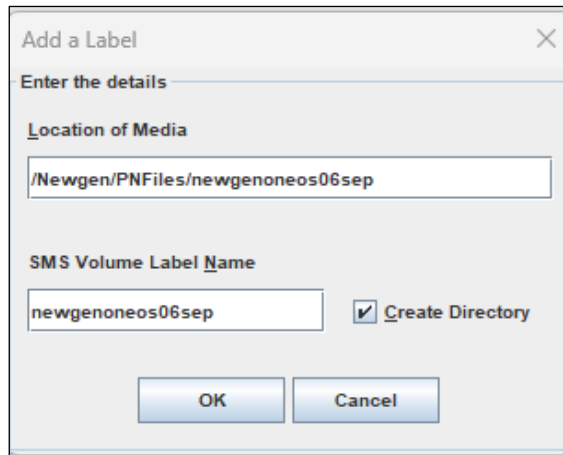 Add a Label
Enter the details
Location of Media
/Newgen/PNFiles/newgenoneos06sep
SMS Volume Label Name
newgenoneos06sep
Create Directory
OK
Cancel